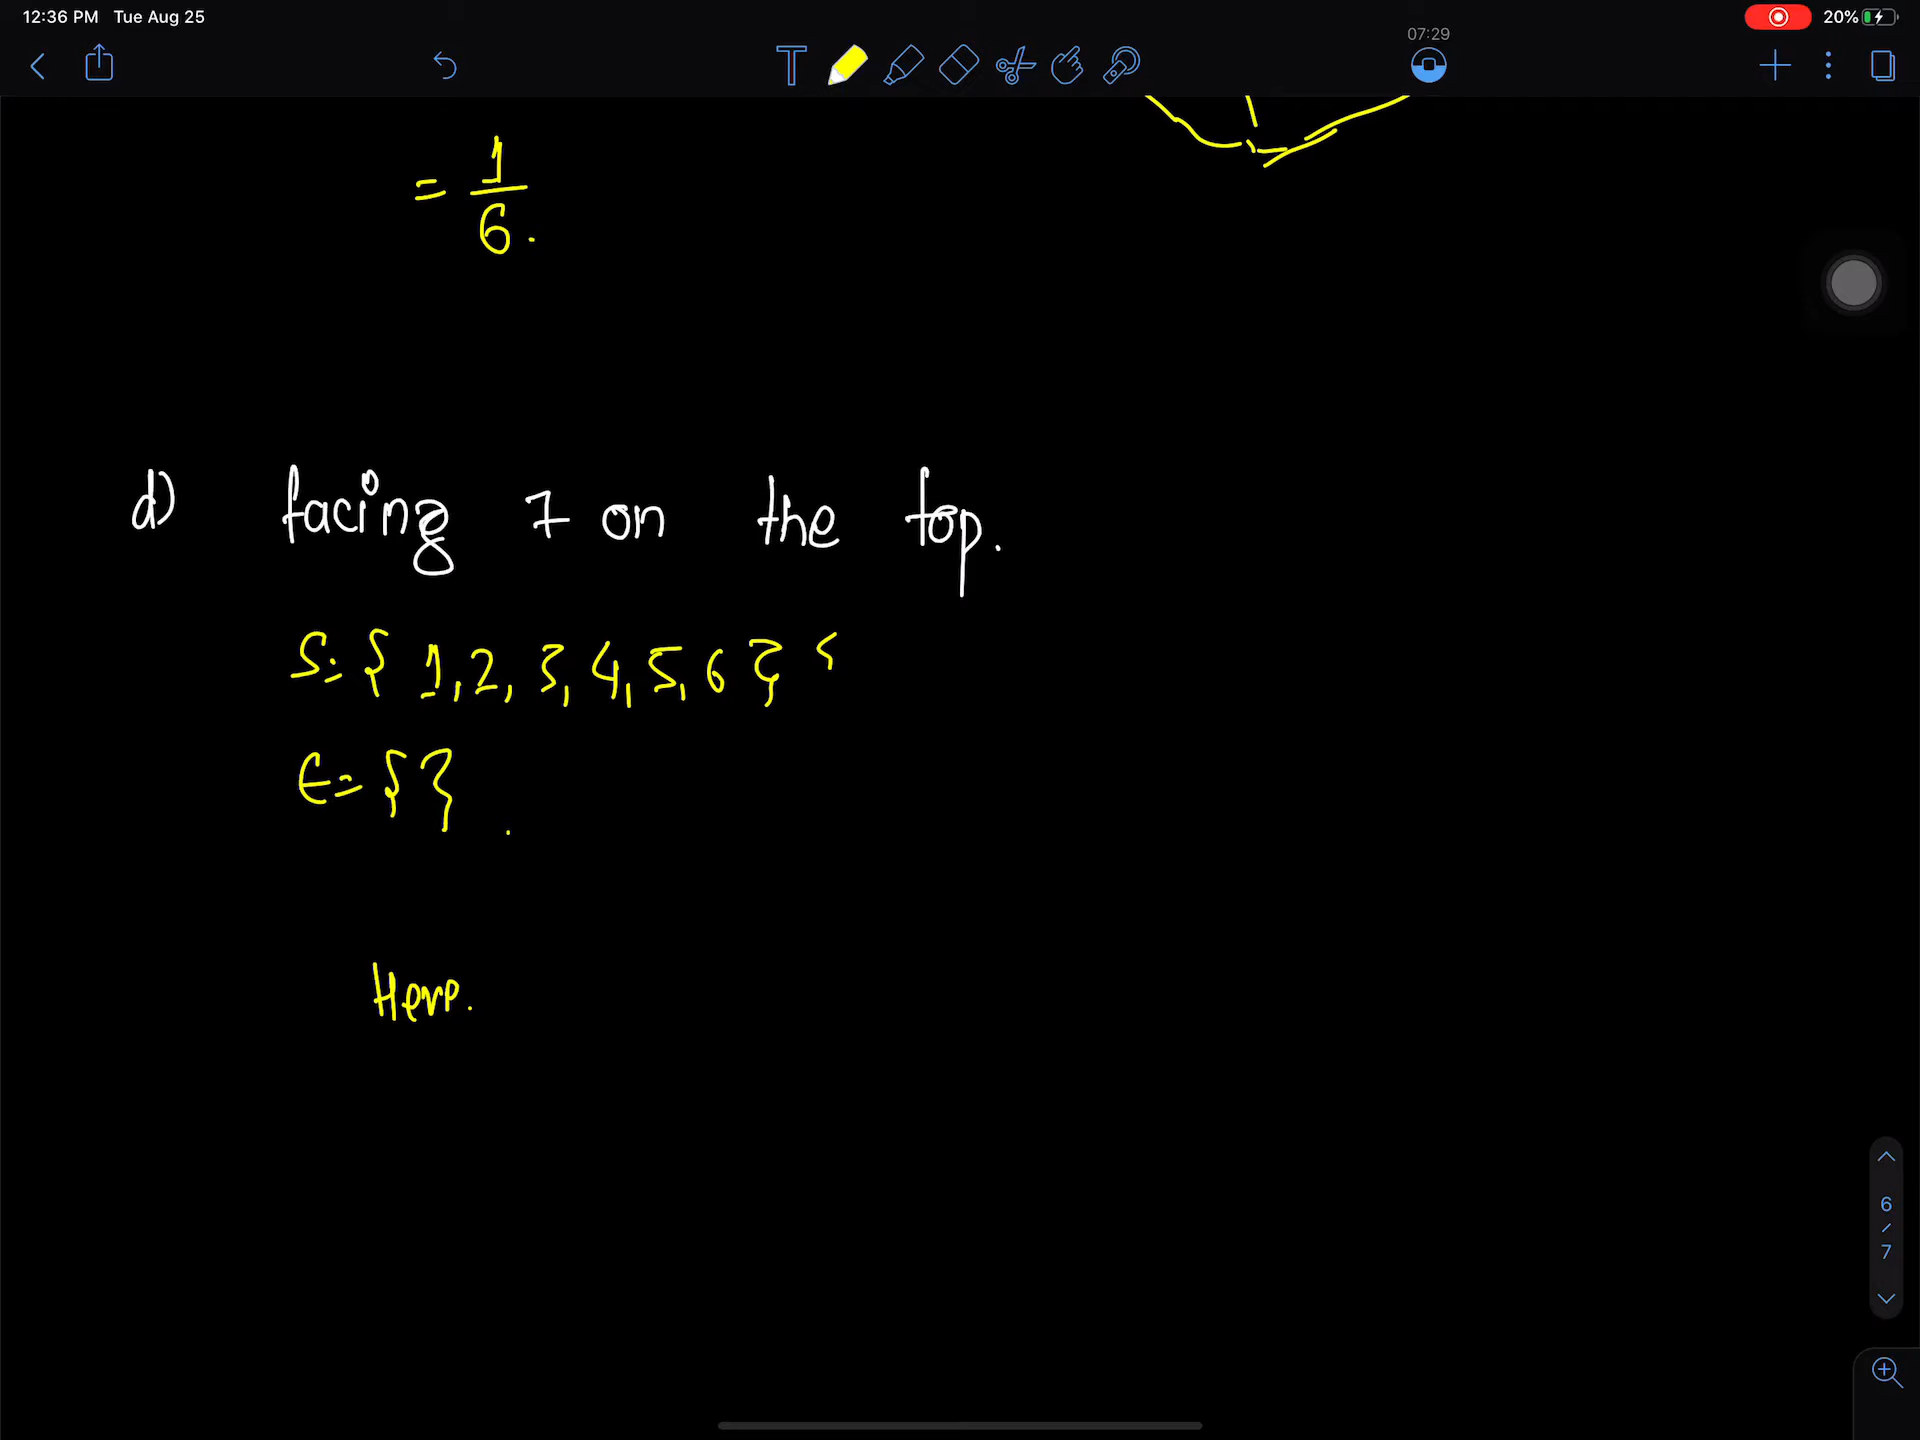 12:36 PM Tue Aug 25
20%
07:29
T
= 1
6.
d) facing 7 on the top.
S = { 1, 2, 3, 4, 5, 6 }
E = { } .
Here.
6
/
7